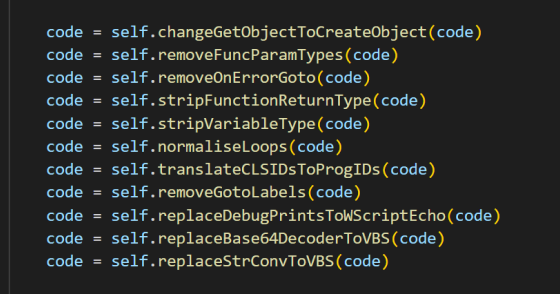 code = self.changeGetObjectToCreateObject(code)
code = self.removeFuncParamTypes(code)
code = self.removeOnErrorGoto(code)
code = self.stripFunctionReturnType(code)
code = self.stripVariableType(code)
code = self.normaliseLoops(code)
code = self.translateCLSIDsToProgIDs(code)
code = self.removeGotoLabels(code)
code = self.replaceDebugPrintsToWScriptEcho(code)
code = self.replaceBase64DecoderToVBS(code)
code = self.replaceStrConvToVBS(code)